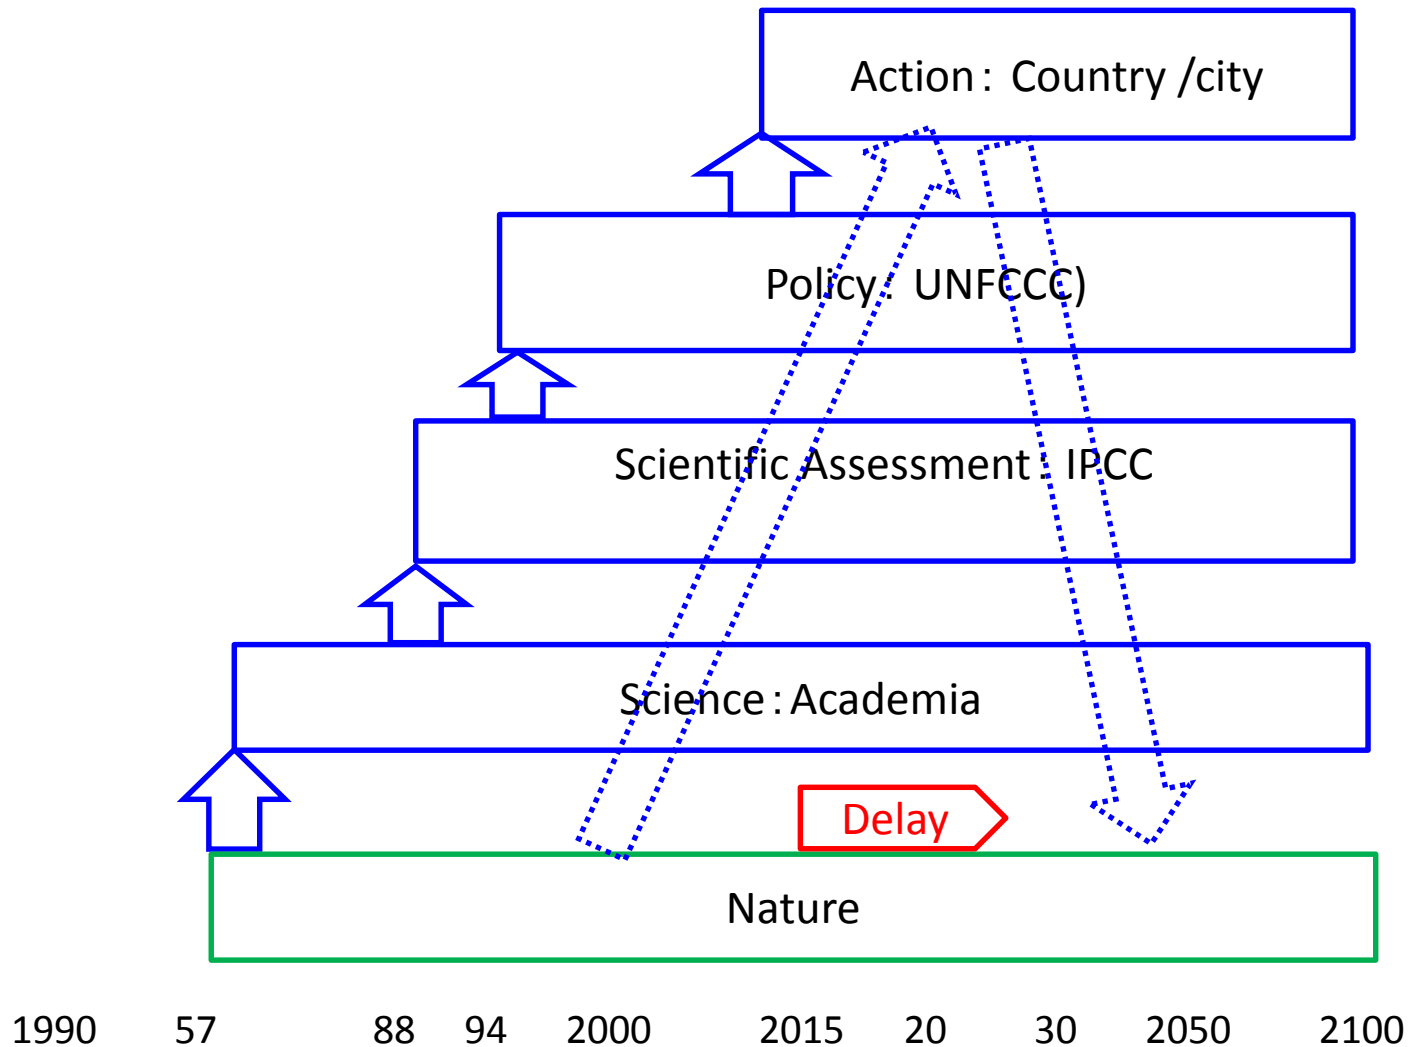 Action： Country /city
Policy： UNFCCC)
Scientific Assessment： IPCC
Science：Academia
Delay
Nature
1990 57 88 94 2000 2015 20 30 2050 2100